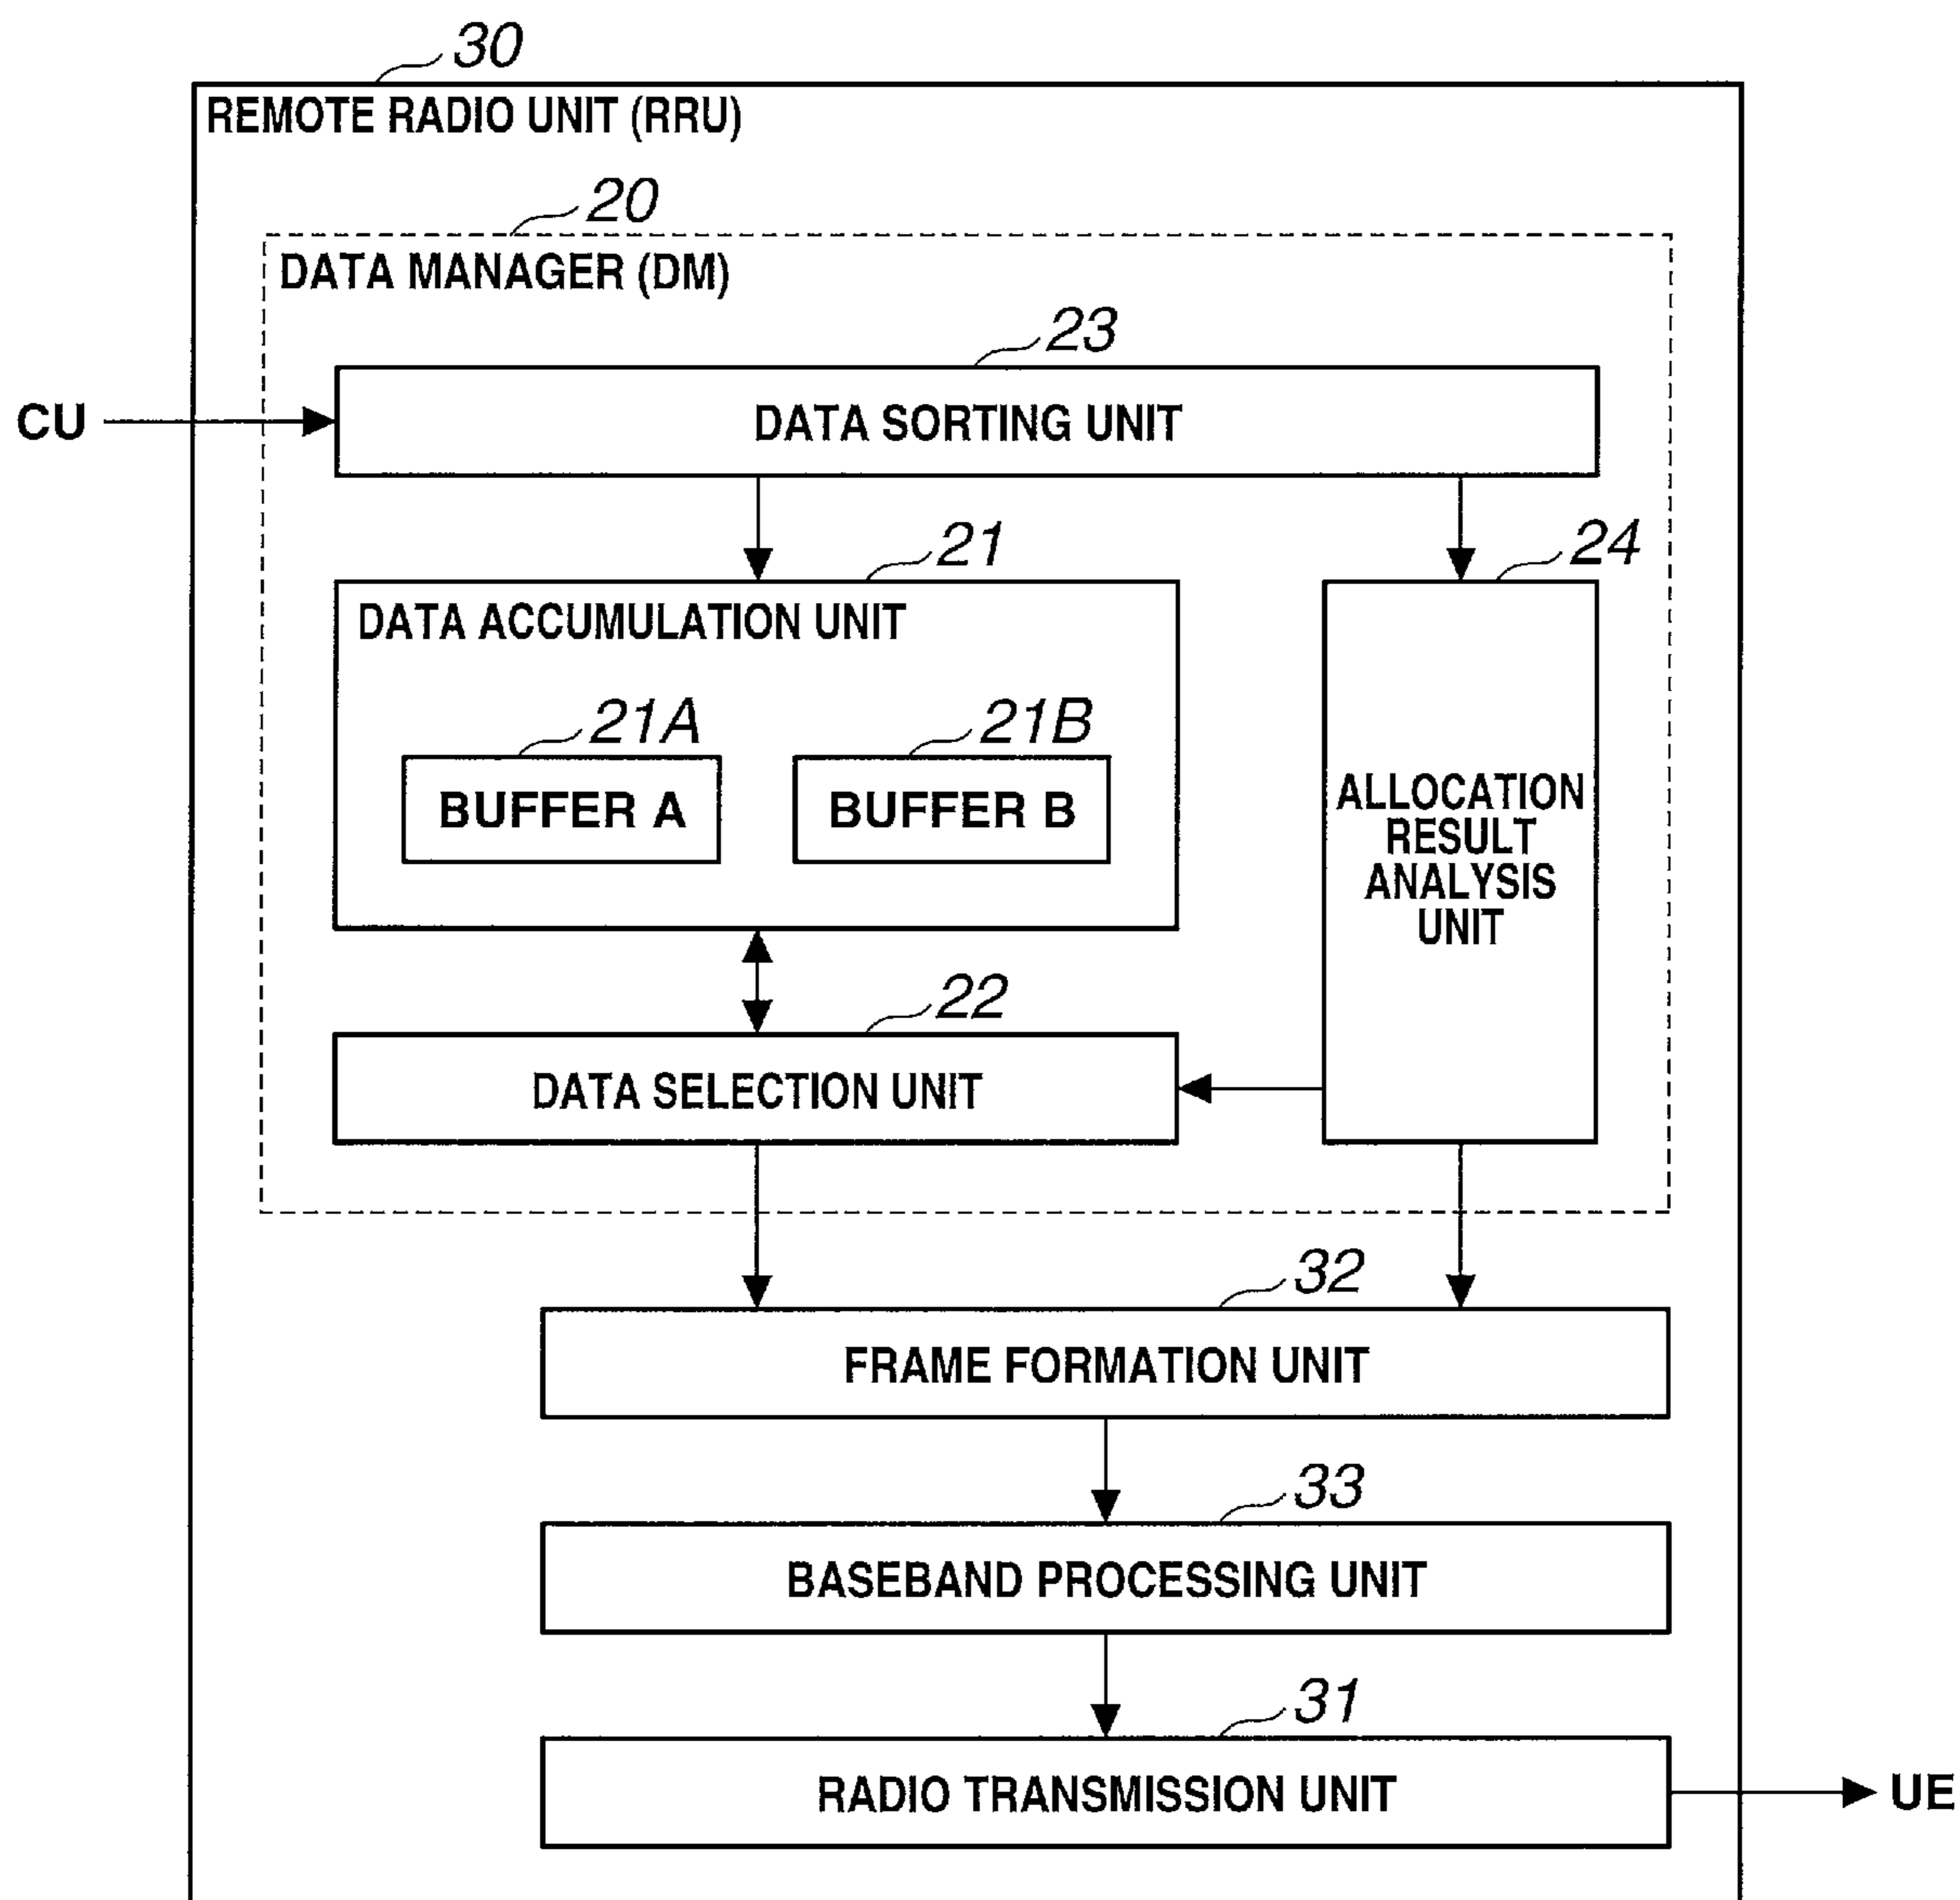 30
REMOTE RADIO UNIT (RRU)
20
DATA MANAGER (DM)
23
CU
DATA SORTING UNIT
21
24
DATA ACCUMULATION UNIT
21A
21B
BUFFER A
BUFFER B
ALLOCATION
RESULT
ANALYSIS
UNIT
22
DATA SELECTION UNIT
32
FRAME FORMATION UNIT
33
BASEBAND PROCESSING UNIT
31
RADIO TRANSMISSION UNIT
UE